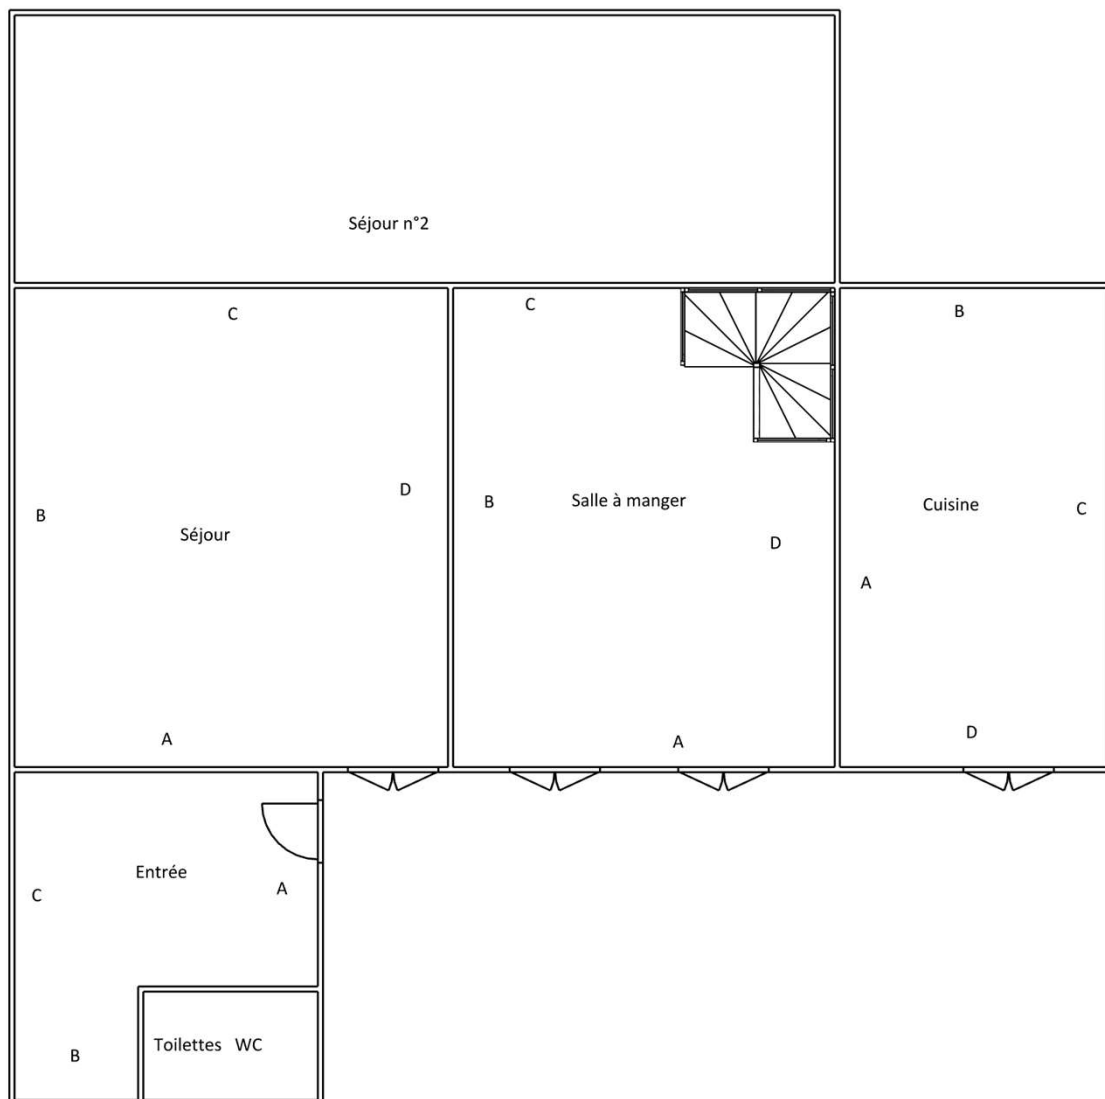 Séjour n°2
C
C
B
D
B
Salle à manger
Cuisine
C
B
Séjour
D
A
A
A
D
Entrée
A
C
Toilettes   WC
B